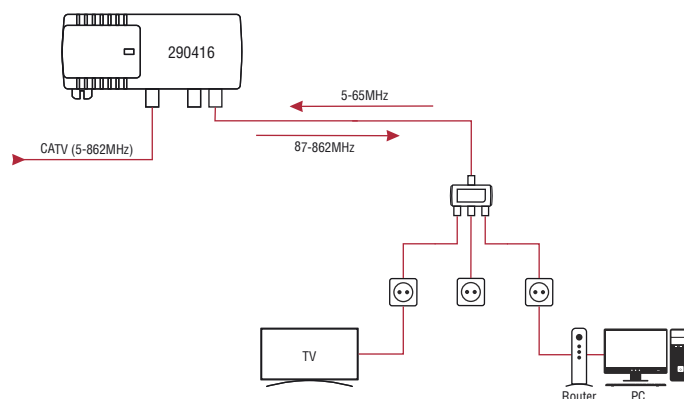 290416
5-65MHz
CATV (5-862MHz)
87-862MHz
TV
Router
PC